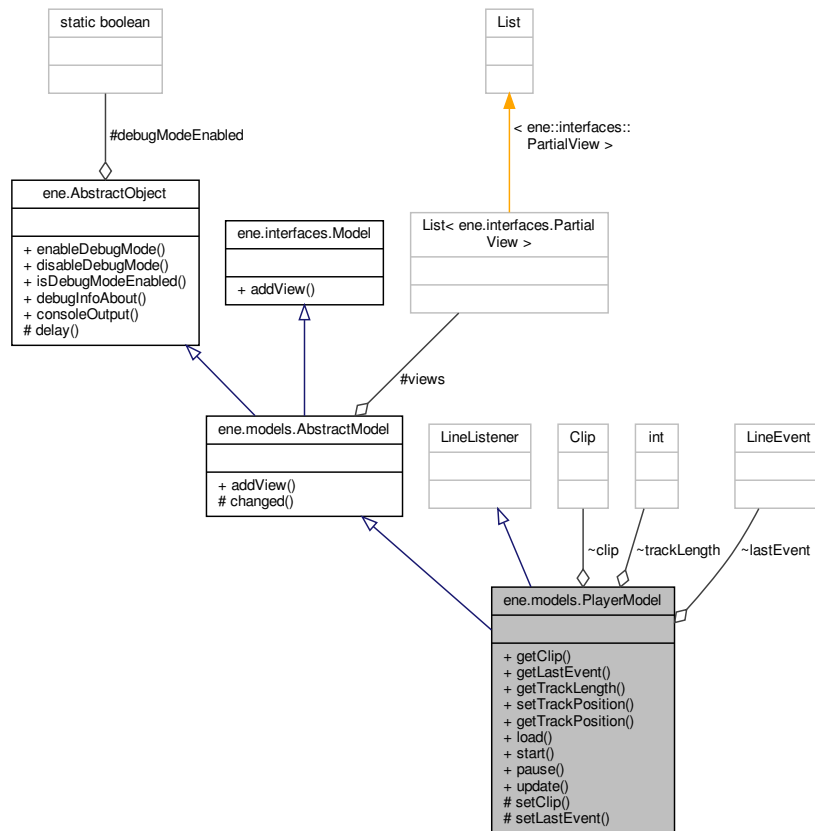 static boolean
List
#debugModeEnabled
< ene::interfaces::
PartialView >
ene.AbstractObject
+ enableDebugMode()
+ disableDebugMode()
+ isDebugModeEnabled()
+ debugInfoAbout()
+ consoleOutput()
# delay()
ene.interfaces.Model
+ addView()
List< ene.interfaces.Partial
View >
#views
ene.models.AbstractModel
+ addView()
# changed()
LineListener
Clip
int
LineEvent
~clip
~trackLength
~lastEvent
ene.models.PlayerModel
+ getClip()
+ getLastEvent()
+ getTrackLength()
+ setTrackPosition()
+ getTrackPosition()
+ load()
+ start()
+ pause()
+ update()
# setClip()
# setLastEvent()